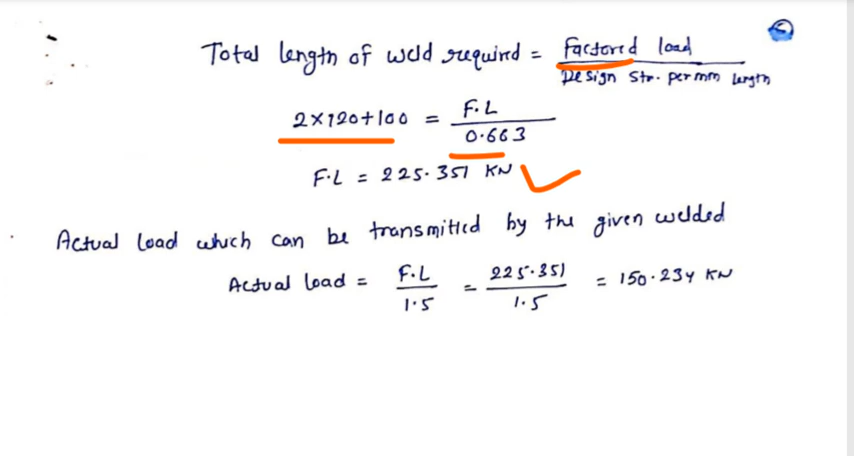 Total length of weld required = Factored load / Design Str. per mm length
2×120+100 = F.L / 0.663
F.L = 225.351 KN
Actual load which can be transmitted by the given welded
Actual load = F.L / 1.5 = 225.351 / 1.5 = 150.234 KN